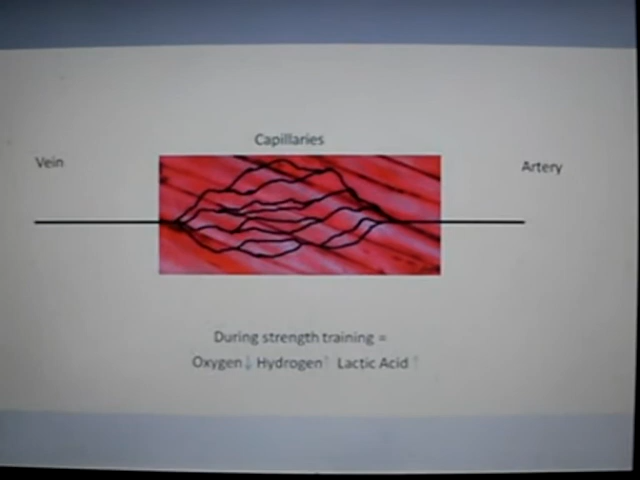 Capillaries
Vein
Artery
During strength training =
Oxygen↓ Hydrogen↑ Lactic Acid ↑